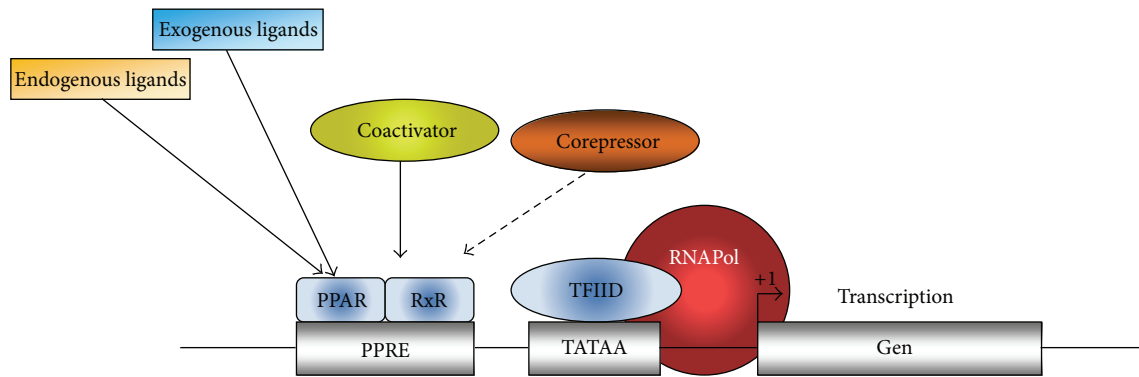 Exogenous ligands
Endogenous ligands
Coactivator
Corepressor
RNAPol
+1
PPAR
RxR
TFIID
Transcription
PPRE
TATAA
Gen